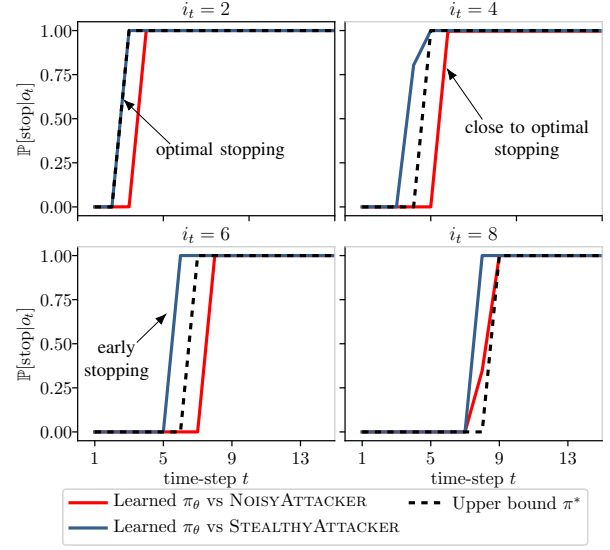 i_t = 2
i_t = 4
ℙ[stop|o_t]
1.00
0.75
0.50
0.25
0.00
optimal stopping
close to optimal
stopping
i_t = 6
i_t = 8
ℙ[stop|o_t]
1.00
0.75
0.50
0.25
0.00
early
stopping
1 5 9 13
1 5 9 13
time-step t
time-step t
Learned π_θ vs NOISYATTACKER
Upper bound π*
Learned π_θ vs STEALTHYATTACKER